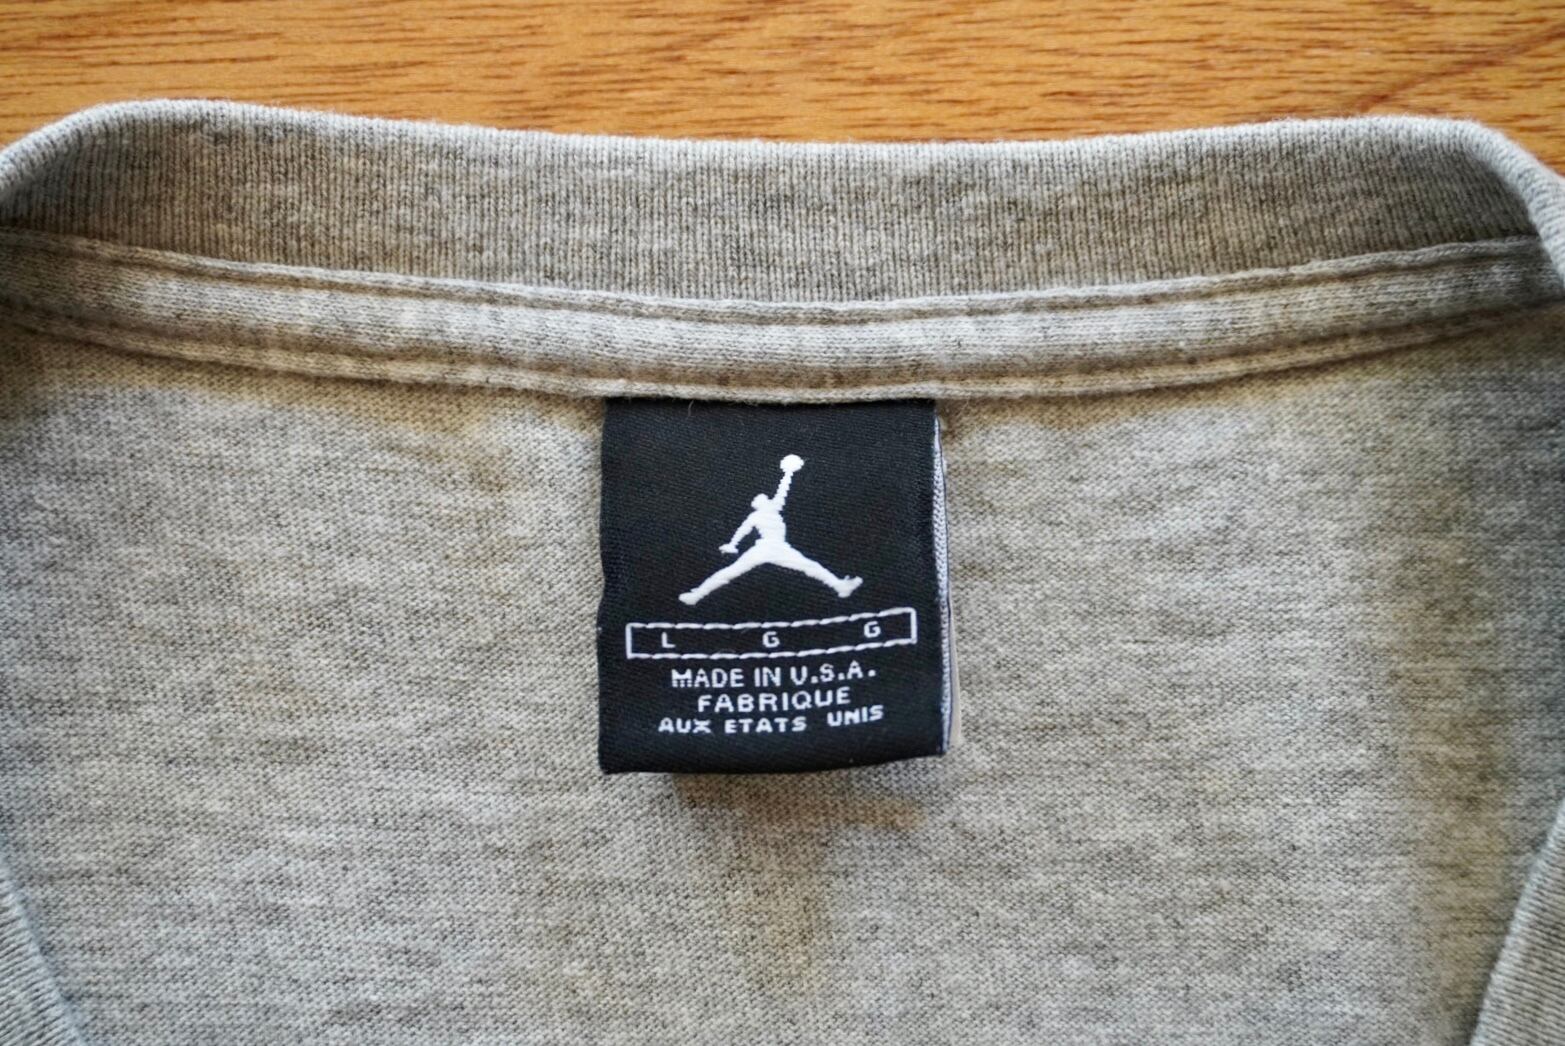 L G G
MADE IN U.S.A.
FABRIQUE
AUX ETATS UNIS